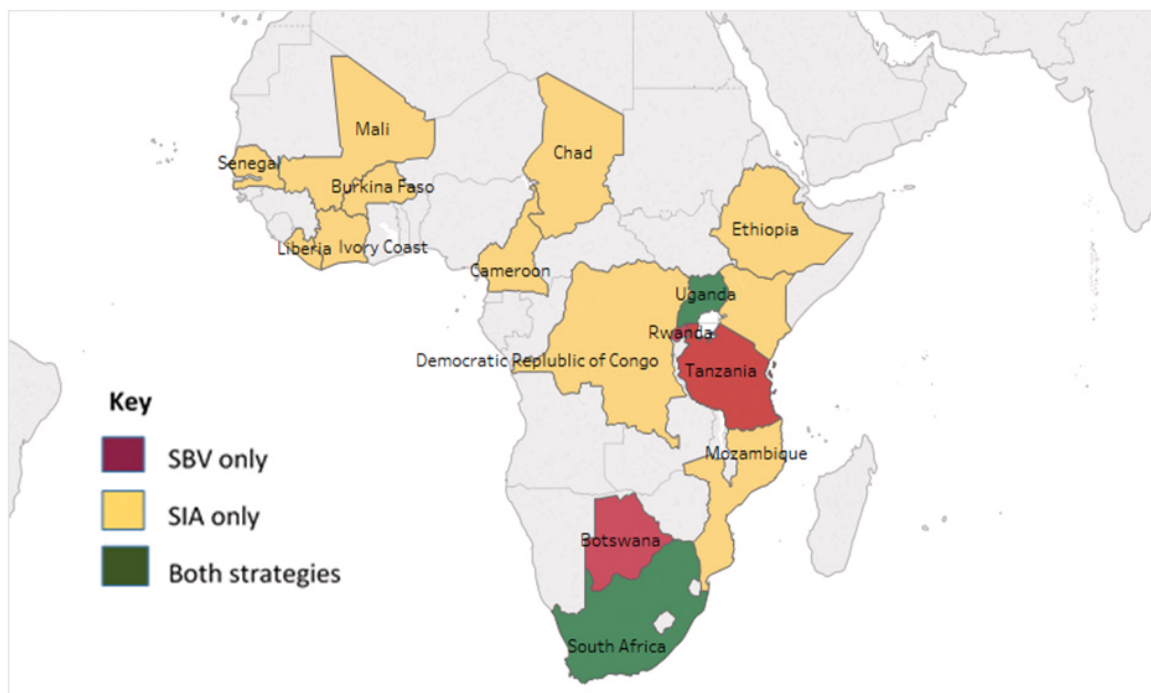 Mali
Chad
Senegal
Burkina Faso
Ethiopia
Liberia
Ivory Coast
Cameroon
Uganda
Rwanda
Democratic Replublic of Congo
Tanzania
Key
SBV only
Mozambique
SIA only
Botswana
Both strategies
South Africa